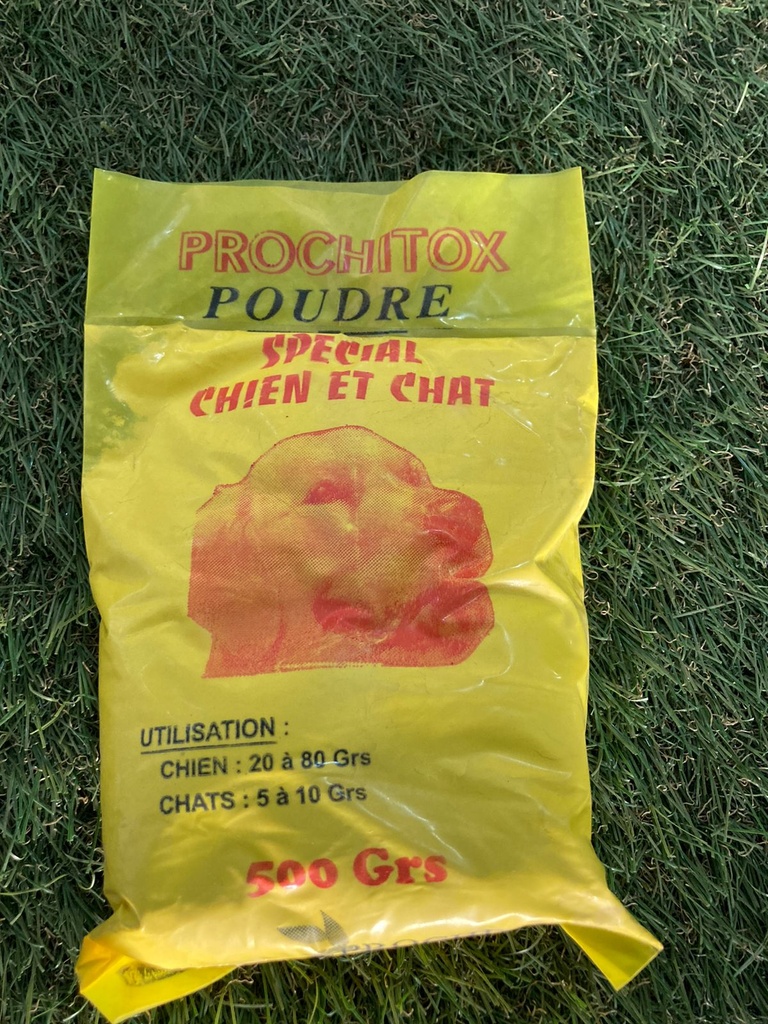 PROCHITOX
POUDRE
SPECIAL
CHIEN ET CHAT
UTILISATION :
CHIEN : 20 à 80 Grs
CHATS : 5 à 10 Grs
500 Grs